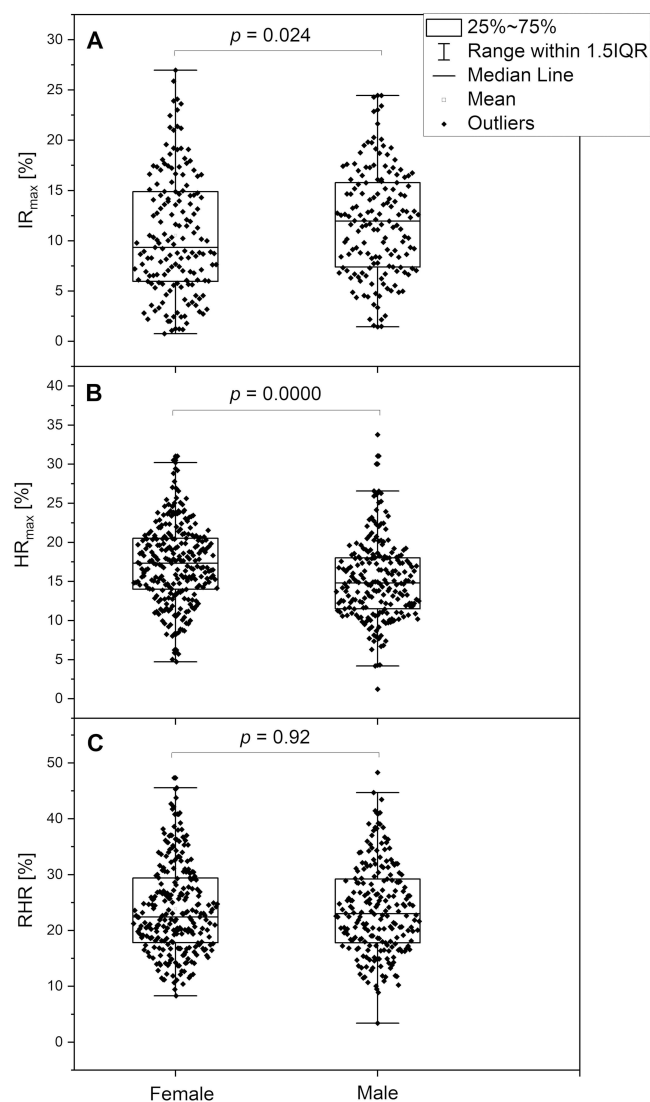 25%~75%
Range within 1.5IQR
Median Line
Mean
Outliers
A
p = 0.024
30
25
20
15
10
5
0
IRmax [%]
B
p = 0.0000
40
35
30
25
20
15
10
5
0
HRmax [%]
C
p = 0.92
50
40
30
20
10
0
RHR [%]
Female Male